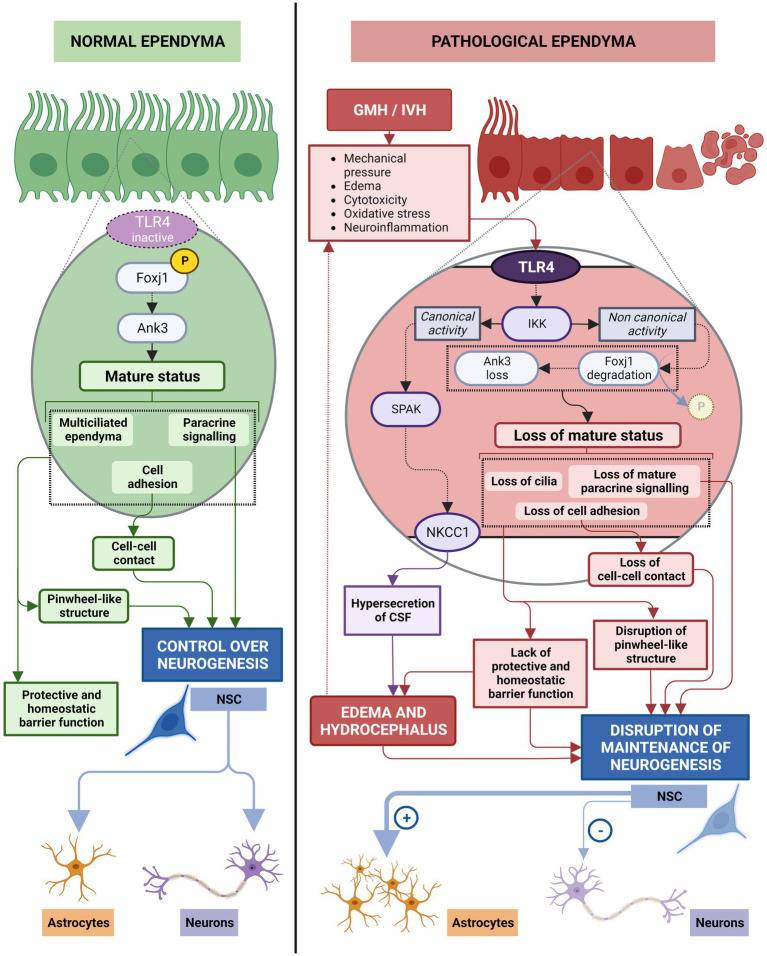 NORMAL EPENDYMA
TLR4
inactive
P
Foxj1
Ank3
Mature status
Multiciliated
ependyma
Paracrine
signalling
Cell
adhesion
Cell-cell
contact
Pinwheel-like
structure
CONTROL OVER
NEUROGENESIS
Protective and
homeostatic
barrier function
NSC
Astrocytes
Neurons
PATHOLOGICAL EPENDYMA
GMH / IVH
• Mechanical
pressure
• Edema
• Cytotoxicity
• Oxidative stress
• Neuroinflammation
TLR4
Canonical
activity
IKK
Non canonical
activity
Ank3
loss
Foxj1
degradation
P
SPAK
Loss of mature status
Loss of cilia
Loss of mature
paracrine signalling
Loss of cell adhesion
NKCC1
Loss of
cell-cell contact
Hypersecretion
of CSF
Disruption of
pinwheel-like
structure
Lack of
protective and
homeostatic
barrier function
EDEMA AND
HYDROCEPHALUS
DISRUPTION OF
MAINTENANCE OF
NEUROGENESIS
NSC
+
-
Astrocytes
Neurons